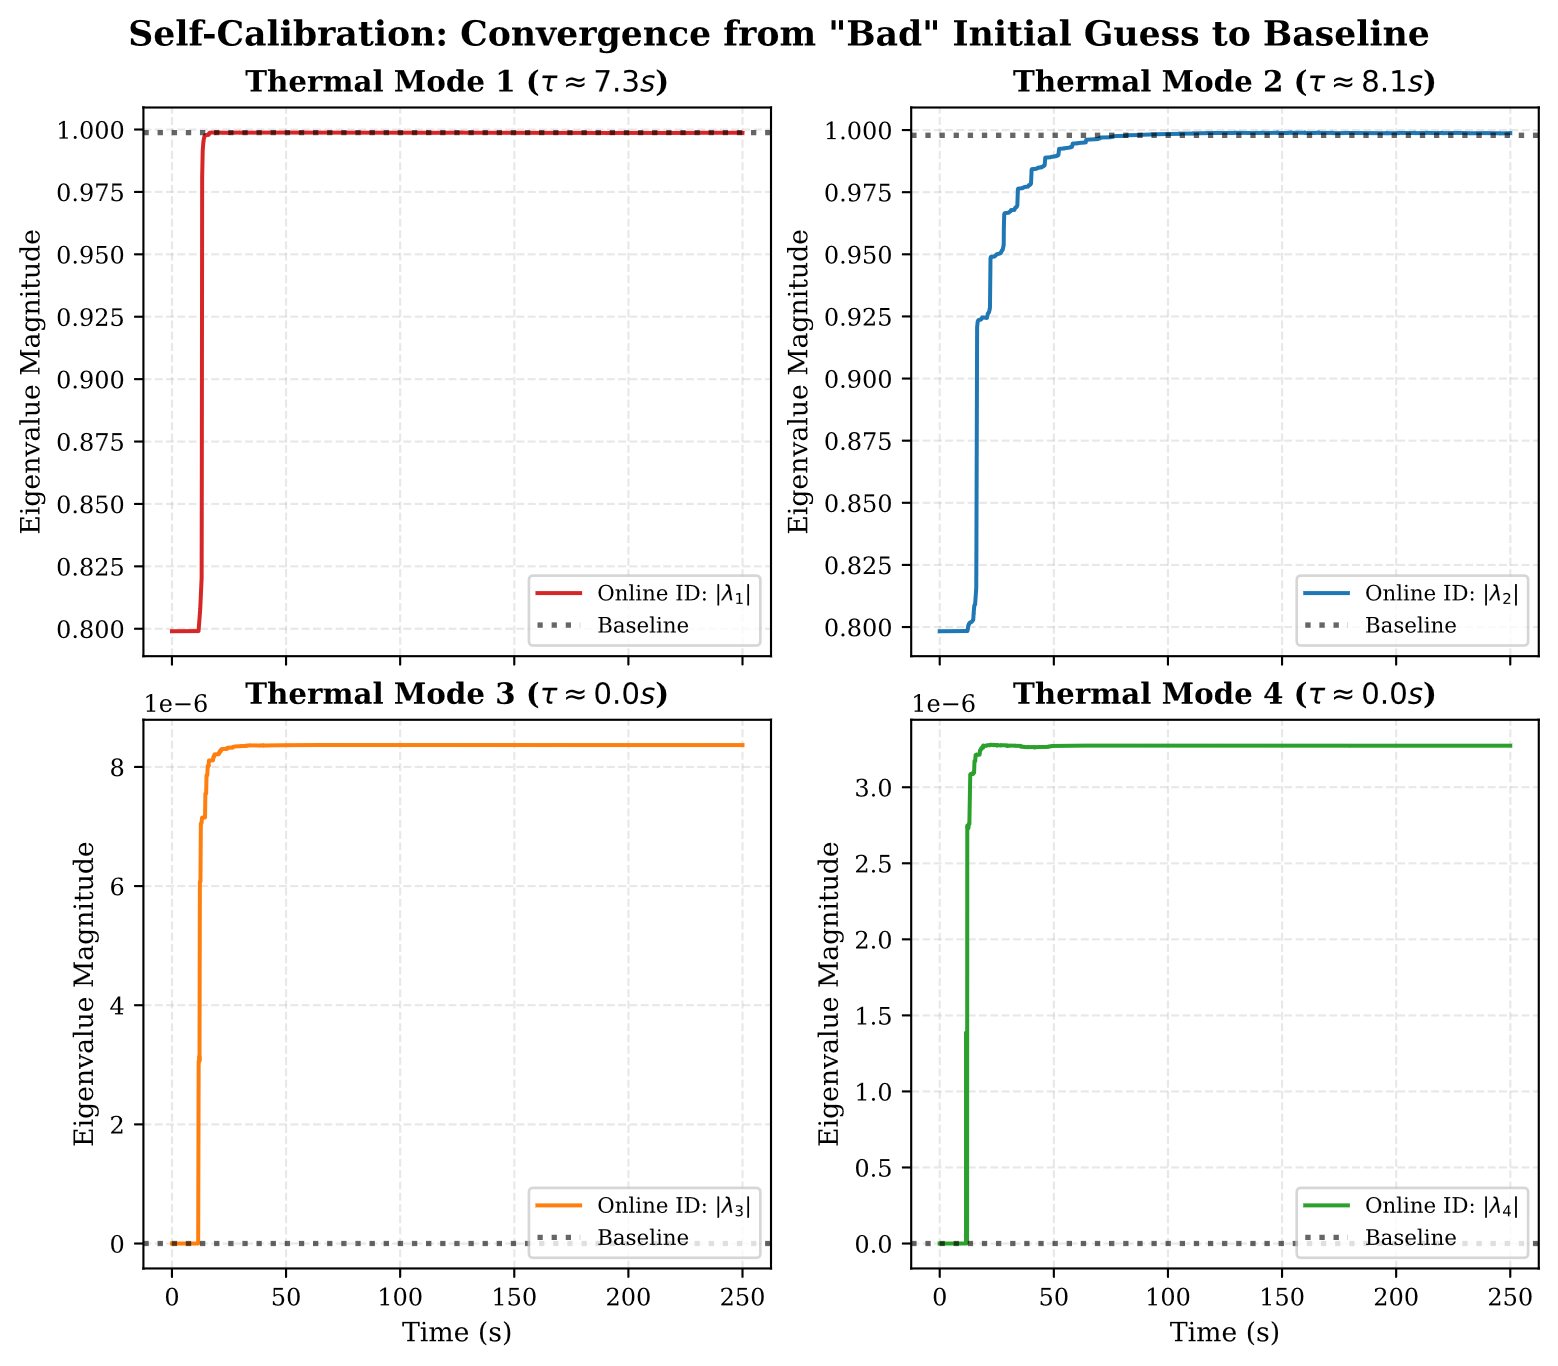 Self-Calibration: Convergence from "Bad" Initial Guess to Baseline
Thermal Mode 1 (τ ≈ 7.3s)
Eigenvalue Magnitude
1.000
0.975
0.950
0.925
0.900
0.875
0.850
0.825
0.800
Online ID: |λ₁|
Baseline
Thermal Mode 2 (τ ≈ 8.1s)
Eigenvalue Magnitude
1.000
0.975
0.950
0.925
0.900
0.875
0.850
0.825
0.800
Online ID: |λ₂|
Baseline
Thermal Mode 3 (τ ≈ 0.0s)
1e−6
Eigenvalue Magnitude
8
6
4
2
0
Online ID: |λ₃|
Baseline
0 50 100 150 200 250
Time (s)
Thermal Mode 4 (τ ≈ 0.0s)
1e−6
Eigenvalue Magnitude
3.0
2.5
2.0
1.5
1.0
0.5
0.0
Online ID: |λ₄|
Baseline
0 50 100 150 200 250
Time (s)